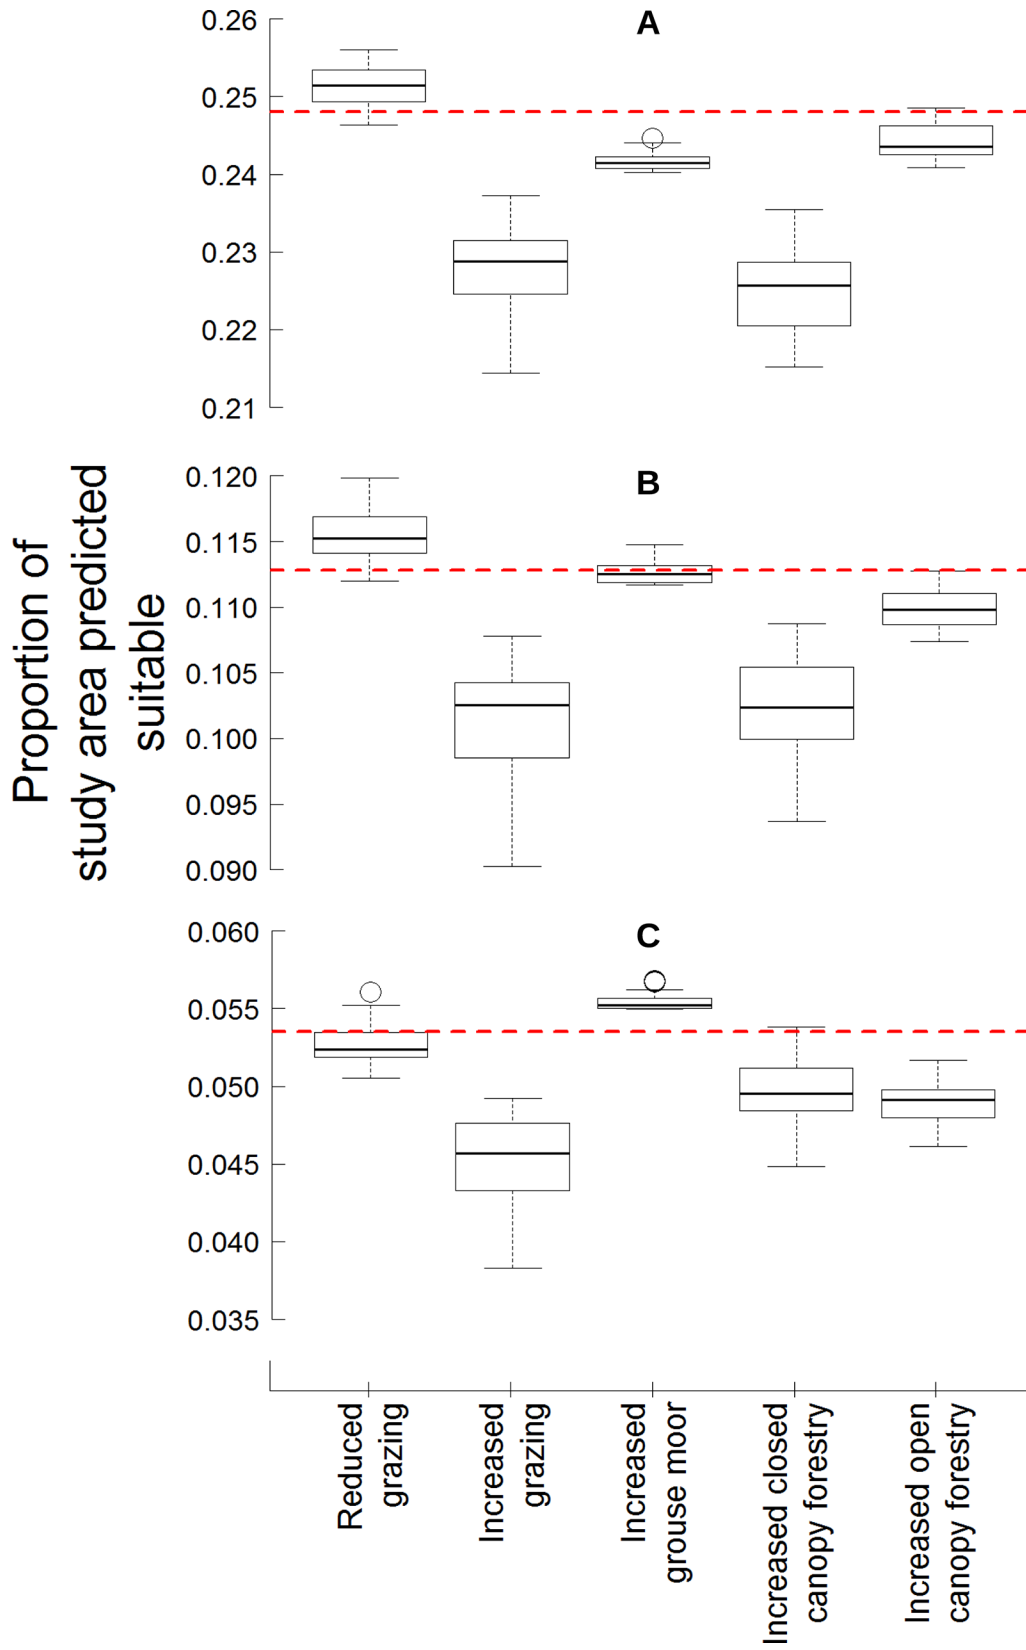 Proportion of
study area predicted
suitable
A
0.26
0.25
0.24
0.23
0.22
0.21
B
0.120
0.115
0.110
0.105
0.100
0.095
0.090
C
0.060
0.055
0.050
0.045
0.040
0.035
Reduced
grazing
Increased
grazing
Increased
grouse moor
Increased closed
canopy forestry
Increased open
canopy forestry